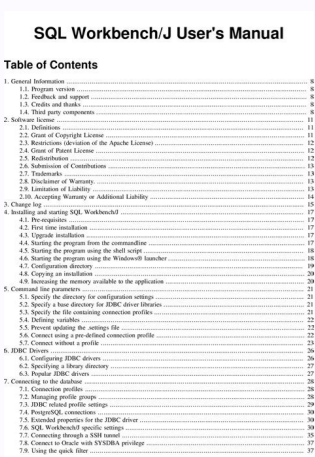 SQL Workbench/J User's Manual
Table of Contents
1. General Information ........ 8
1.1. Program version ........ 8
1.2. Feedback and support ........ 8
1.3. Credits and thanks ........ 8
1.4. Third party components ........ 8
2. Software license ........ 11
2.1. Definitions ........ 11
2.2. Grant of Copyright License ........ 11
2.3. Restrictions (deviation of the Apache License) ........ 12
2.4. Grant of Patent License ........ 12
2.5. Redistribution ........ 12
2.6. Submission of Contributions ........ 13
2.7. Trademarks ........ 13
2.8. Disclaimer of Warranty. ........ 13
2.9. Limitation of Liability ........ 13
2.10. Accepting Warranty or Additional Liability ........ 14
3. Change log ........ 15
4. Installing and starting SQL Workbench/J ........ 17
4.1. Pre-requisites ........ 17
4.2. First time installation ........ 17
4.3. Upgrade installation ........ 17
4.4. Starting the program from the commandline ........ 17
4.5. Starting the program using the shell script ........ 18
4.6. Starting the program using the Windows® launcher ........ 18
4.7. Configuration directory ........ 19
4.8. Copying an installation ........ 20
4.9. Increasing the memory available to the application ........ 20
5. Command line parameters ........ 21
5.1. Specify the directory for configuration settings ........ 21
5.2. Specify a base directory for JDBC driver libraries ........ 21
5.3. Specify the file containing connection profiles ........ 21
5.4. Defining variables ........ 22
5.5. Prevent updating the .settings file ........ 22
5.6. Connect using a pre-defined connection profile ........ 22
5.7. Connect without a profile ........ 23
6. JDBC Drivers ........ 26
6.1. Configuring JDBC drivers ........ 26
6.2. Specifying a library directory ........ 27
6.3. Popular JDBC drivers ........ 27
7. Connecting to the database ........ 28
7.1. Connection profiles ........ 28
7.2. Managing profile groups ........ 28
7.3. JDBC related profile settings ........ 29
7.4. PostgreSQL connections ........ 30
7.5. Extended properties for the JDBC driver ........ 30
7.6. SQL Workbench/J specific settings ........ 30
7.7. Connecting through a SSH tunnel ........ 35
7.8. Connect to Oracle with SYSDBA privilege ........ 37
7.9. Using the quick filter ........ 37